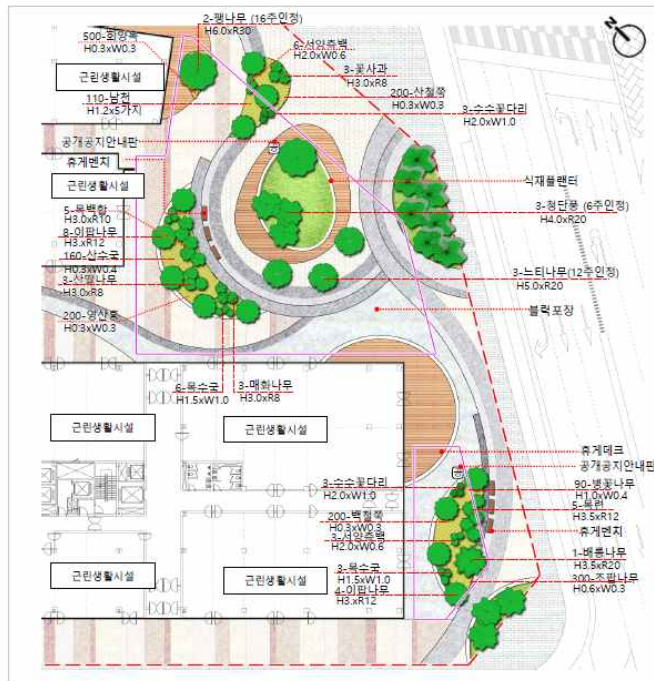 2-팽나무 (16주인정)
H6.0xR30
500-회양목
H0.3xW0.3
6-서양측백
H2.0xW0.6
3-꽃사과
H3.0xR8
근린생활시설
200-산철쭉
H0.3xW0.3
110-남천
H1.2x5가지
3-수수꽃다리
H2.0xW1.0
공개공지안내판
휴게벤치
식재플랜터
근린생활시설
5-목백합
H3.0xR10
3-청단풍 (6주인정)
H4.0xR20
8-이팝나무
H3.xR12
160-산수국
H0.3xW0.4
3-산딸나무
H3.0xR8
3-느티나무(12주인정)
H5.0xR20
200-영산홍
H0.3xW0.3
블럭포장
6-목수국
H1.5xW1.0
3-매화나무
H3.0xR8
근린생활시설
근린생활시설
휴게데크
공개공지안내판
3-수수꽃다리
H2.0xW1.0
90-병꽃나무
H1.0xW0.4
200-백철쭉
H0.3xW0.3
5-목련
H3.5xR12
3-서양측백
H2.0xW0.6
휴게벤치
1-배롱나무
H3.5xR20
근린생활시설
근린생활시설
3-목수국
H1.5xW1.0
300-조팝나무
H0.6xW0.3
4-이팝나무
H3.xR12
N